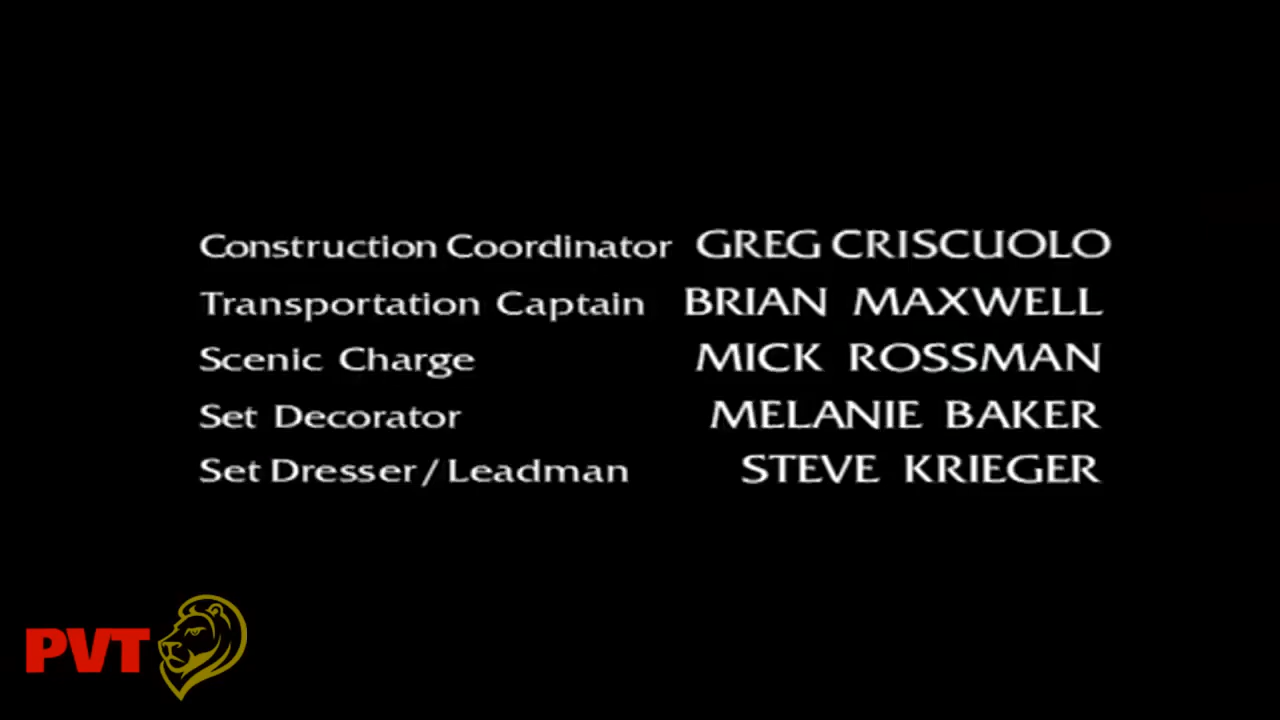 Construction Coordinator GREG CRISCUOLO
Transportation Captain BRIAN MAXWELL
Scenic Charge MICK ROSSMAN
Set Decorator MELANIE BAKER
Set Dresser / Leadman STEVE KRIEGER
PVT